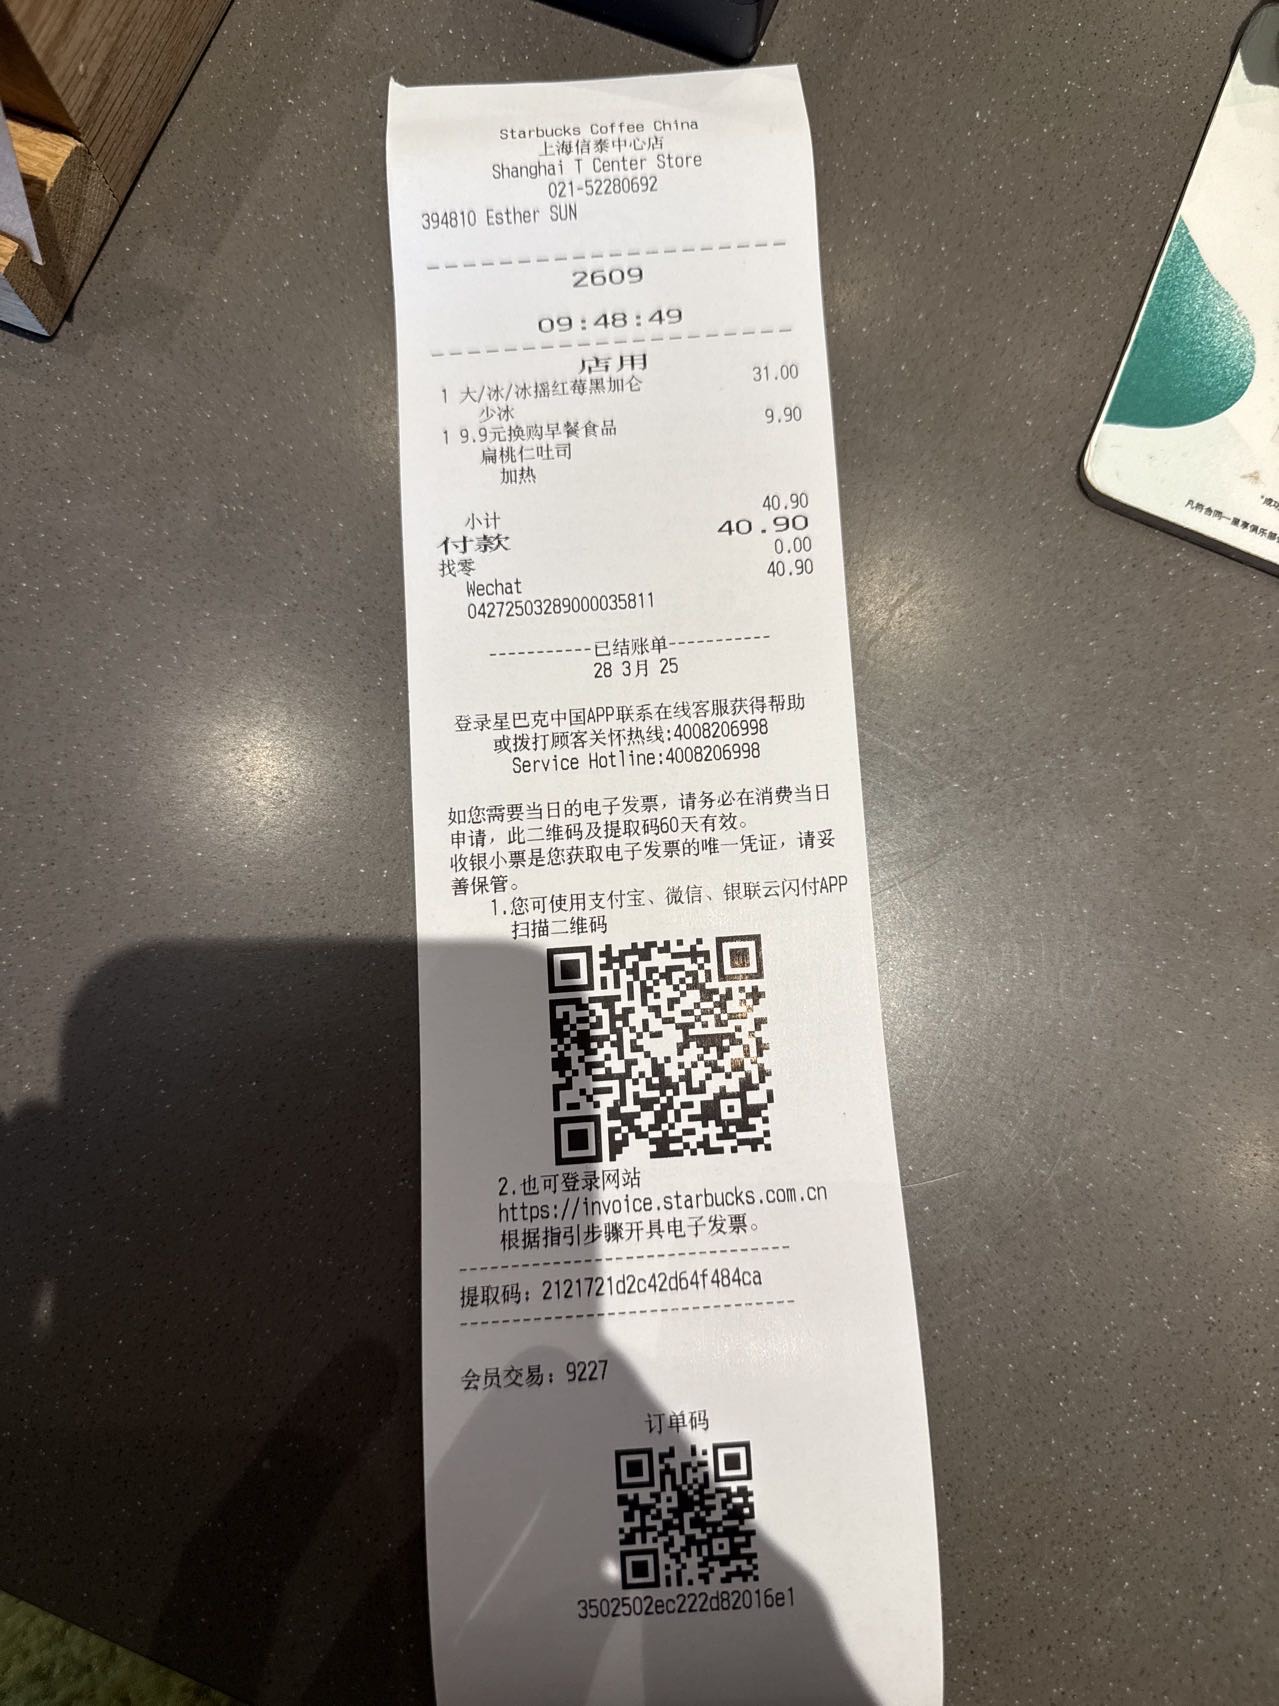 Starbucks Coffee China
上海信泰中心店
Shanghai T Center Store
021-52280692
394810 Esther SUN
2609
09:48:49
店用
1 大/冰/冰摇红莓黑加仑 31.00
少冰
1 9.9元换购早餐食品 9.90
扁桃仁吐司
加热
小计 40.90
付款 40.90
找零 0.00
Wechat 40.90
04272503289000035811
-----------已结账单-----------
28 3月 25
登录星巴克中国APP联系在线客服获得帮助
或拨打顾客关怀热线:4008206998
Service Hotline:4008206998
如您需要当日的电子发票，请务必在消费当日
申请，此二维码及提取码60天有效。
收银小票是您获取电子发票的唯一凭证，请妥
善保管。
1.您可使用支付宝、微信、银联云闪付APP
扫描二维码
2.也可登录网站
https://invoice.starbucks.com.cn
根据指引步骤开具电子发票。
提取码：2121721d2c42d64f484ca
会员交易：9227
订单码
3502502ec222d82016e1